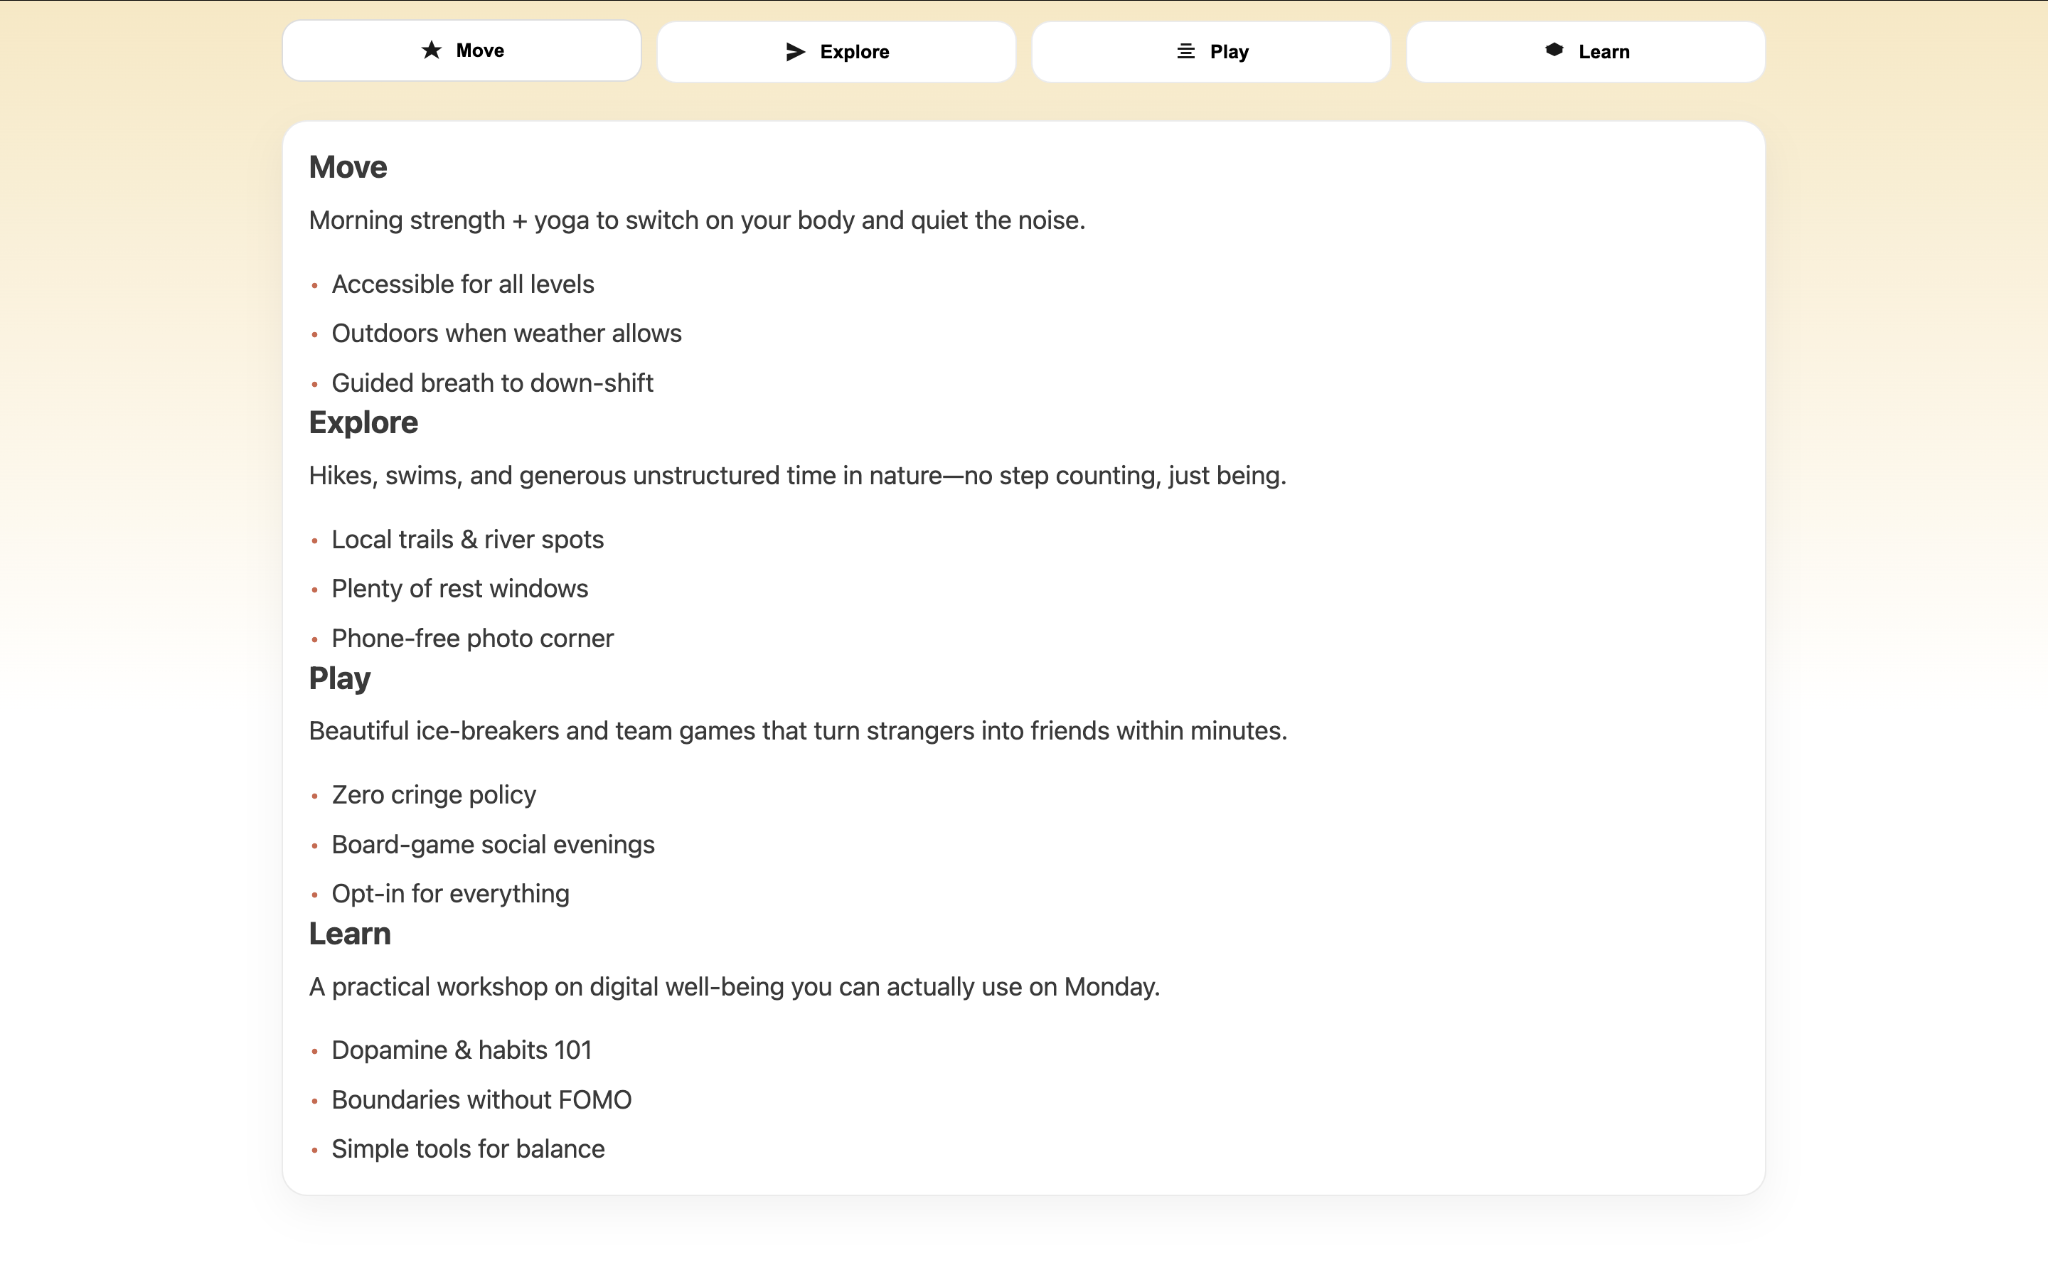 Move
Explore
Play
Learn
Move
Morning strength + yoga to switch on your body and quiet the noise.
• Accessible for all levels
• Outdoors when weather allows
• Guided breath to down-shift
Explore
Hikes, swims, and generous unstructured time in nature—no step counting, just being.
• Local trails & river spots
• Plenty of rest windows
• Phone-free photo corner
Play
Beautiful ice-breakers and team games that turn strangers into friends within minutes.
• Zero cringe policy
• Board-game social evenings
• Opt-in for everything
Learn
A practical workshop on digital well-being you can actually use on Monday.
• Dopamine & habits 101
• Boundaries without FOMO
• Simple tools for balance